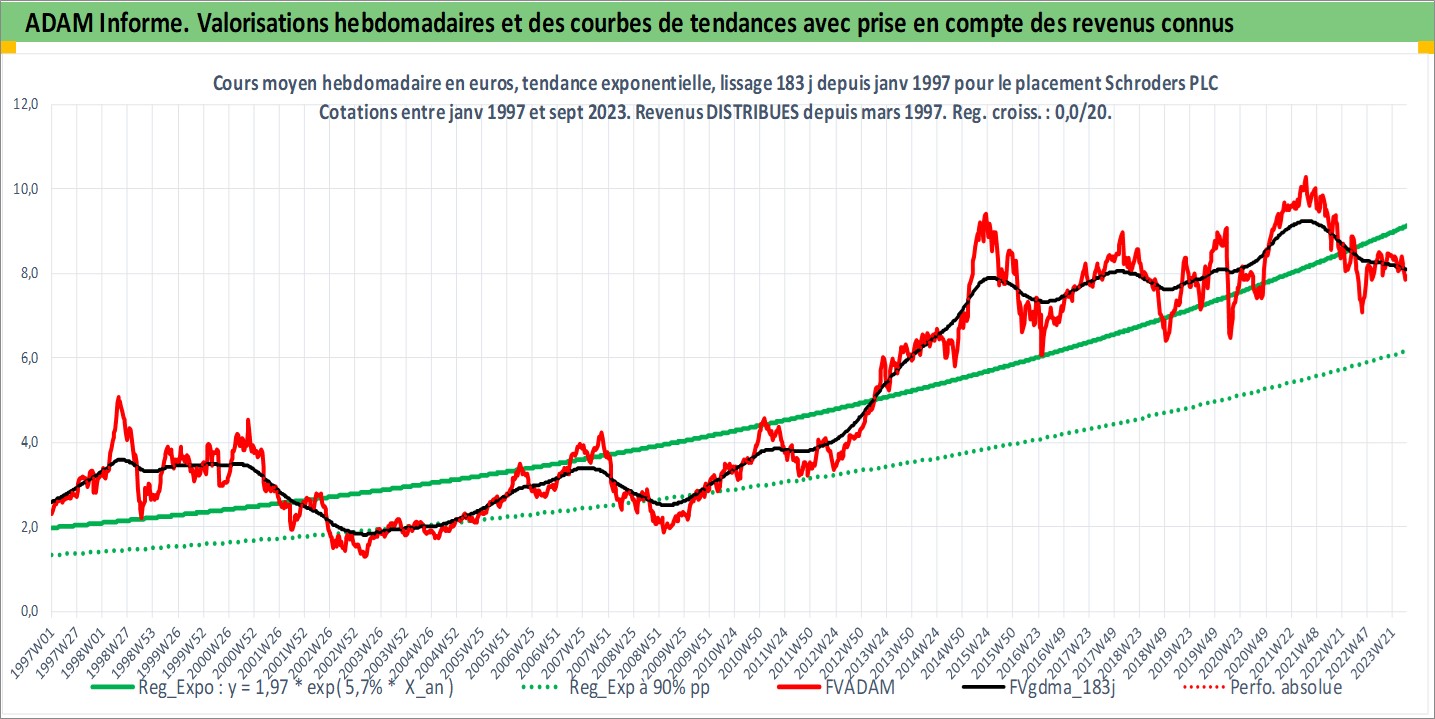 ADAM Informe. Valorisations hebdomadaires et des courbes de tendances avec prise en compte des revenus connus
Cours moyen hebdomadaire en euros, tendance exponentielle, lissage 183 j depuis janv 1997 pour le placement Schroders PLC
Cotations entre janv 1997 et sept 2023. Revenus DISTRIBUES depuis mars 1997. Reg. croiss. : 0,0/20.
12,0
10,0
8,0
6,0
4,0
2,0
0,0
1997W01 1997W27 1998W01 1998W27 1998W53 1999W26 1999W52 2000W26 2000W52 2001W26 2001W52 2002W26 2002W52 2003W26 2003W52 2004W26 2004W52 2005W25 2005W51 2006W25 2006W51 2007W25 2007W51 2008W25 2008W51 2009W25 2009W51 2010W24 2010W50 2011W24 2011W50 2012W24 2012W50 2013W24 2013W50 2014W24 2014W50 2015W24 2015W50 2016W23 2016W49 2017W23 2017W49 2018W23 2018W49 2019W23 2019W49 2020W23 2020W49 2021W22 2021W48 2022W21 2022W47 2023W21
Reg_Expo : y = 1,97 * exp( 5,7% * X_an ) Reg_Exp à 90% pp FVADAM FVgdma_183j Perfo. absolue